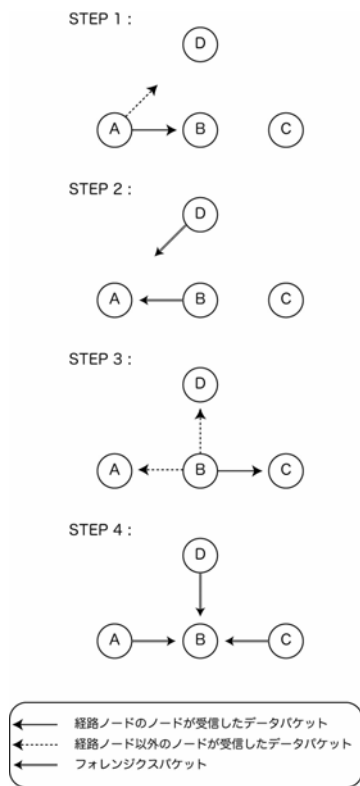 STEP 1 :
D
A
B
C
STEP 2 :
D
A
B
C
STEP 3 :
D
A
B
C
STEP 4 :
D
A
B
C
経路ノードのノードが受信したデータパケット
経路ノード以外のノードが受信したデータパケット
フォレンジクスパケット